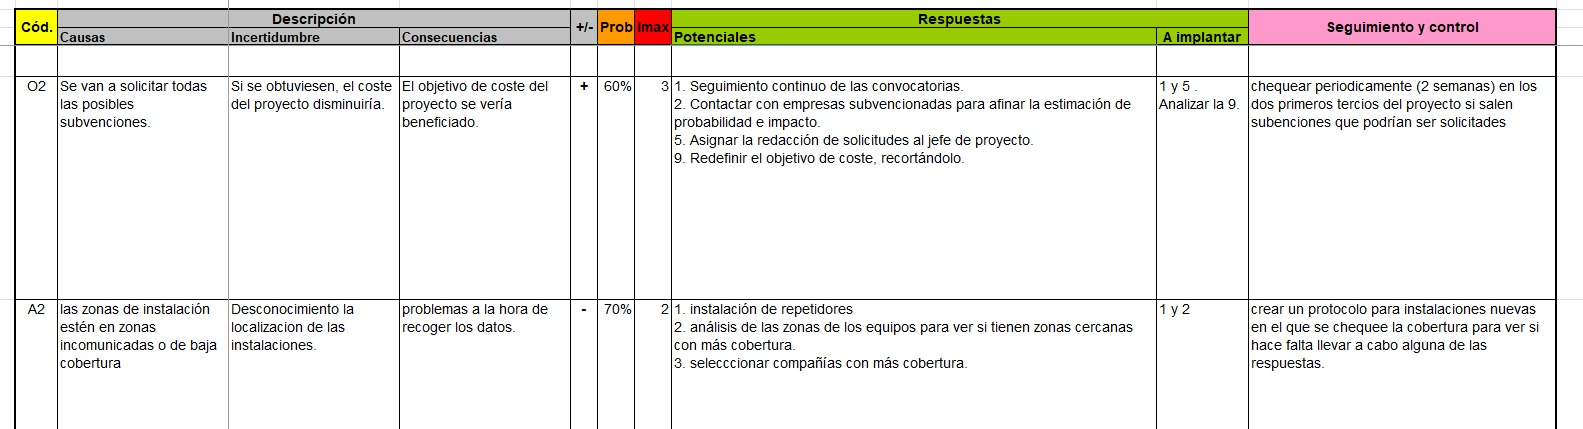 Cód. Descripción +/- Prob Imax Respuestas Seguimiento y control
Causas Incertidumbre Consecuencias Potenciales A implantar
O2 Se van a solicitar todas Si se obtuviesen, el coste El objetivo de coste del + 60% 3 1. Seguimiento continuo de las convocatorias. 1 y 5 . chequear periodicamente (2 semanas) en los
las posibles del proyecto disminuiría. proyecto se vería 2. Contactar con empresas subvencionadas para afinar la estimación de Analizar la 9. dos primeros tercios del proyecto si salen
subvenciones. beneficiado. probabilidad e impacto. subenciones que podrían ser solicitades
5. Asignar la redacción de solicitudes al jefe de proyecto.
9. Redefinir el objetivo de coste, recortándolo.
A2 las zonas de instalación Desconocimiento la problemas a la hora de - 70% 2 1. instalación de repetidores 1 y 2 crear un protocolo para instalaciones nuevas
estén en zonas localizacion de las recoger los datos. 2. análisis de las zonas de los equipos para ver si tienen zonas cercanas en el que se chequee la cobertura para ver si
incomunicadas o de baja instalaciones. con más cobertura. hace falta llevar a cabo alguna de las
cobertura 3. selecccionar compañías con más cobertura. respuestas.